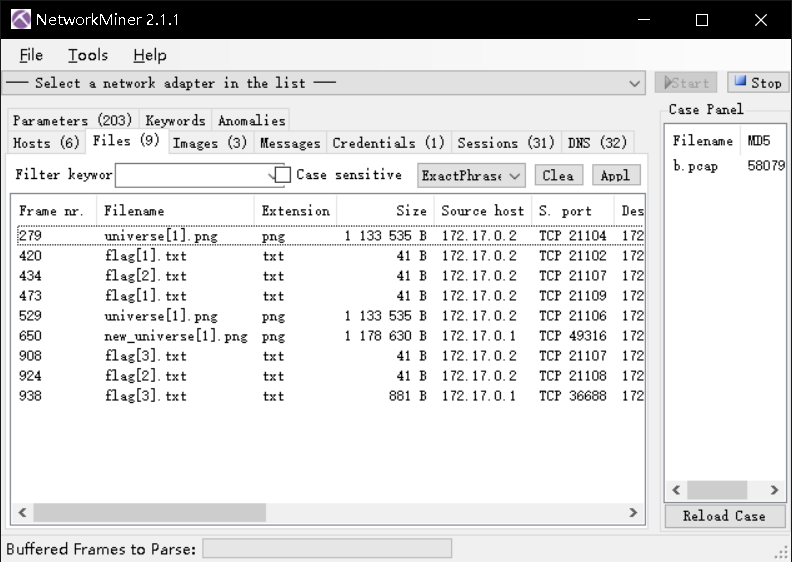 NetworkMiner 2.1.1
File Tools Help
— Select a network adapter in the list — Start Stop
Parameters (203) Keywords Anomalies
Hosts (6) Files (9) Images (3) Messages Credentials (1) Sessions (31) DNS (32)
Filter keywor Case sensitive ExactPhrase Clea Appl
Frame nr. Filename Extension Size Source host S. port Des
279 universe[1].png png 1 133 535 B 172.17.0.2 TCP 21104 172
420 flag[1].txt txt 41 B 172.17.0.2 TCP 21102 172
434 flag[2].txt txt 41 B 172.17.0.2 TCP 21107 172
473 flag[1].txt txt 41 B 172.17.0.2 TCP 21109 172
529 universe[1].png png 1 133 535 B 172.17.0.2 TCP 21106 172
650 new_universe[1].png png 1 178 630 B 172.17.0.1 TCP 49316 172
908 flag[3].txt txt 41 B 172.17.0.2 TCP 21107 172
924 flag[2].txt txt 41 B 172.17.0.2 TCP 21108 172
938 flag[3].txt txt 881 B 172.17.0.1 TCP 36688 172
Case Panel
Filename MD5
b.pcap 58079
Reload Case
Buffered Frames to Parse: